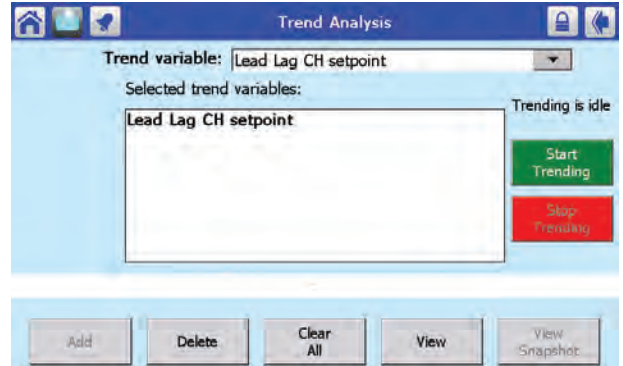 Trend Analysis
Trend variable: Lead Lag CH setpoint
Selected trend variables:
Lead Lag CH setpoint
Trending is idle
Start
Trending
Stop
Trending
Add
Delete
Clear
All
View
View
Snapshot